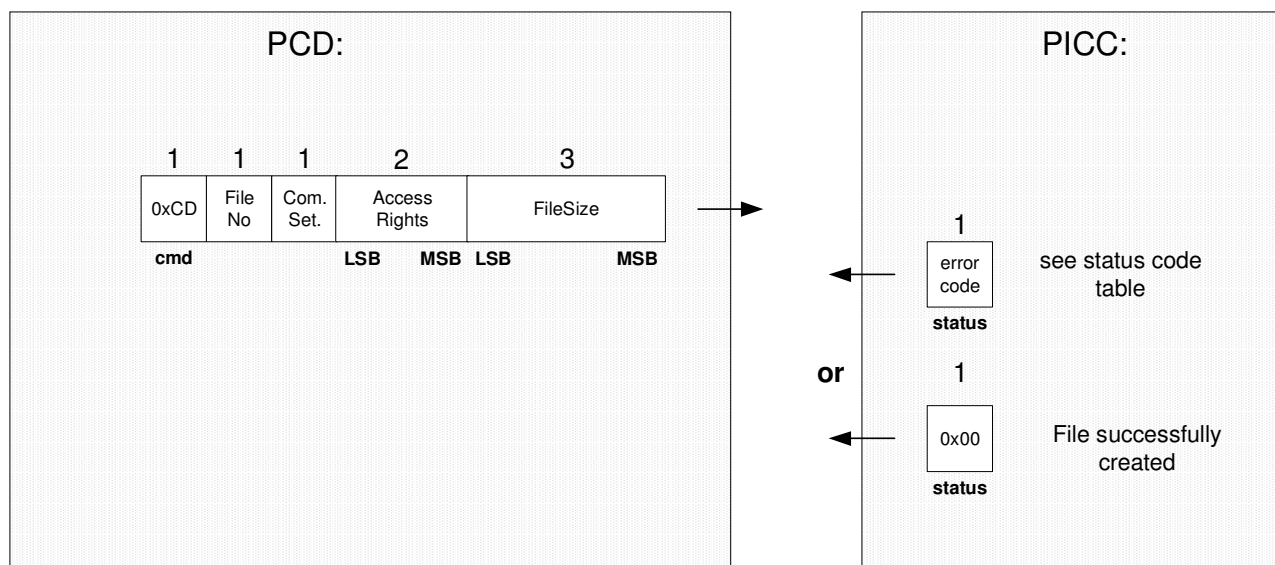 PCD:
PICC:
1 1 1 2 3
0xCD
File
No
Com.
Set.
Access
Rights
FileSize
cmd
LSB MSB LSB MSB
1
error
code
see status code
table
status
or
1
0x00
File successfully
created
status